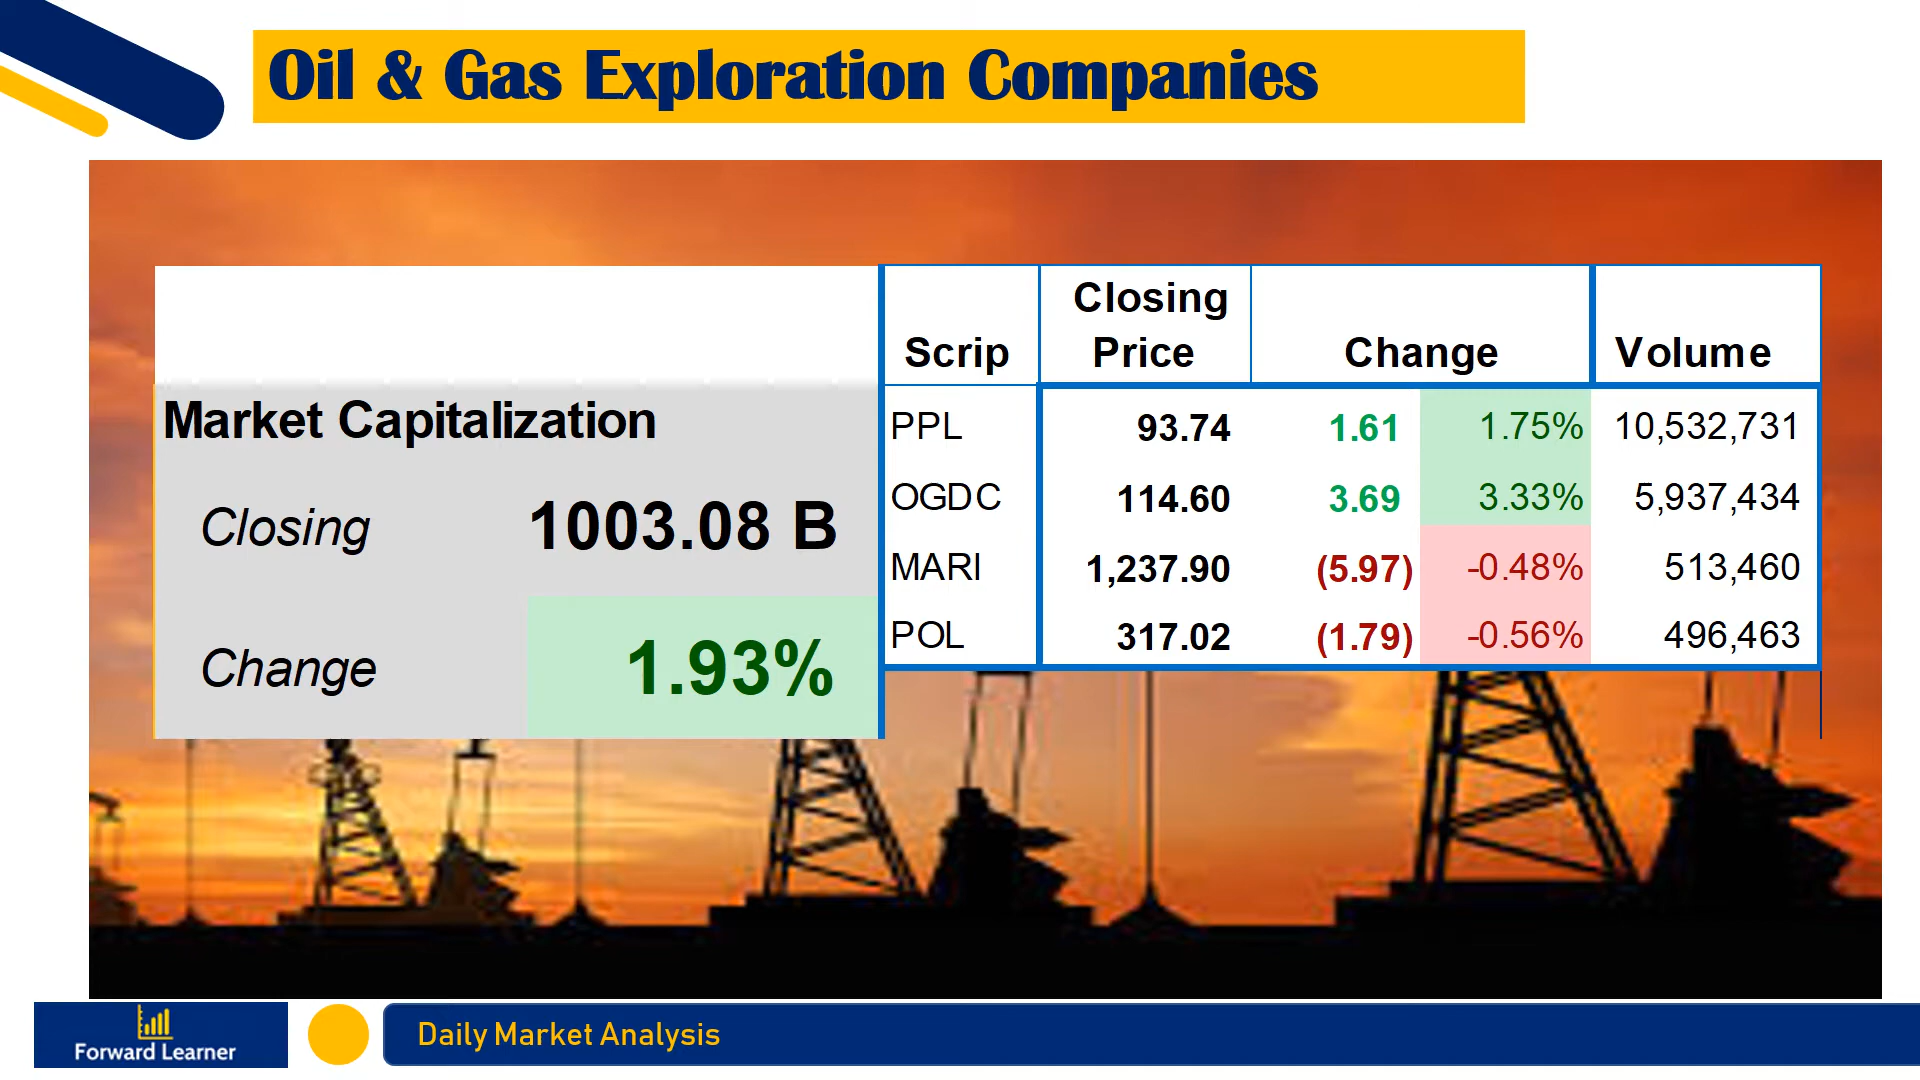 Oil & Gas Exploration Companies
Market Capitalization
Closing 1003.08 B
Change 1.93%
Scrip Closing Price Change Volume
PPL 93.74 1.61 1.75% 10,532,731
OGDC 114.60 3.69 3.33% 5,937,434
MARI 1,237.90 (5.97) -0.48% 513,460
POL 317.02 (1.79) -0.56% 496,463
Forward Learner
Daily Market Analysis